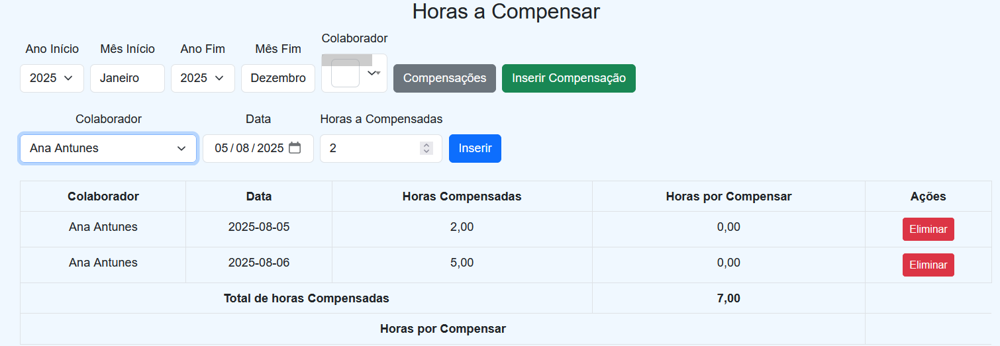 Horas a Compensar
Ano Início Mês Início Ano Fim Mês Fim Colaborador
2025 Janeiro 2025 Dezembro Compensações Inserir Compensação
Colaborador Data Horas a Compensadas
Ana Antunes 05/08/2025 2 Inserir
Colaborador Data Horas Compensadas Horas por Compensar Ações
Ana Antunes 2025-08-05 2,00 0,00 Eliminar
Ana Antunes 2025-08-06 5,00 0,00 Eliminar
Total de horas Compensadas 7,00
Horas por Compensar